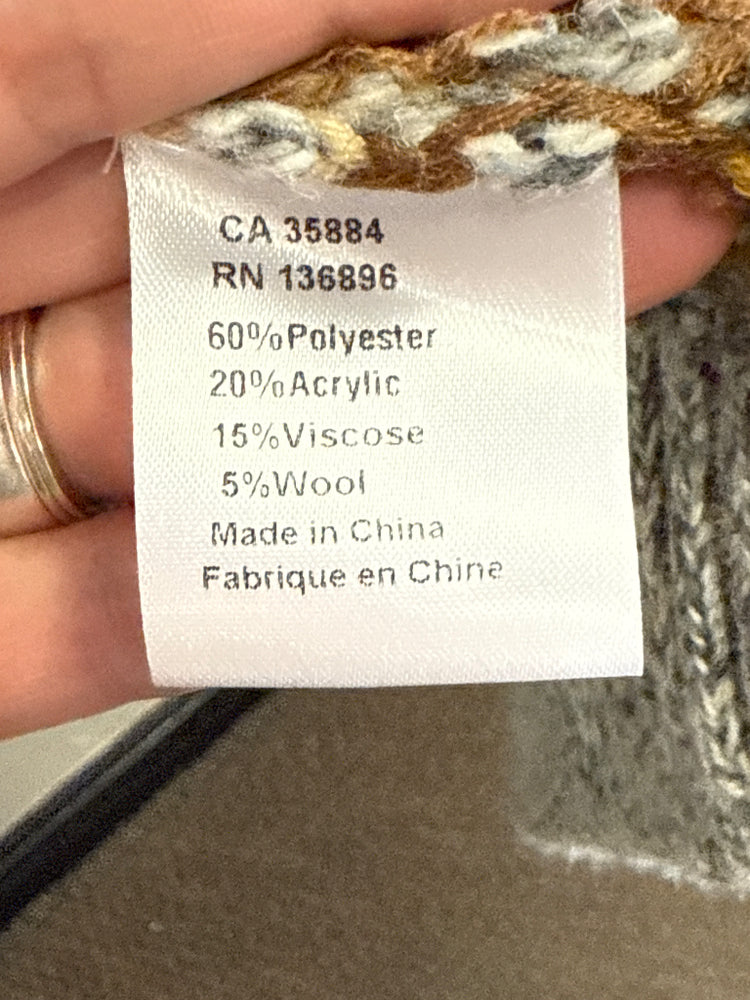 CA 35884
RN 136896
60%Polyester
20%Acrylic
15%Viscose
5%Wool
Made in China
Fabrique en Chine